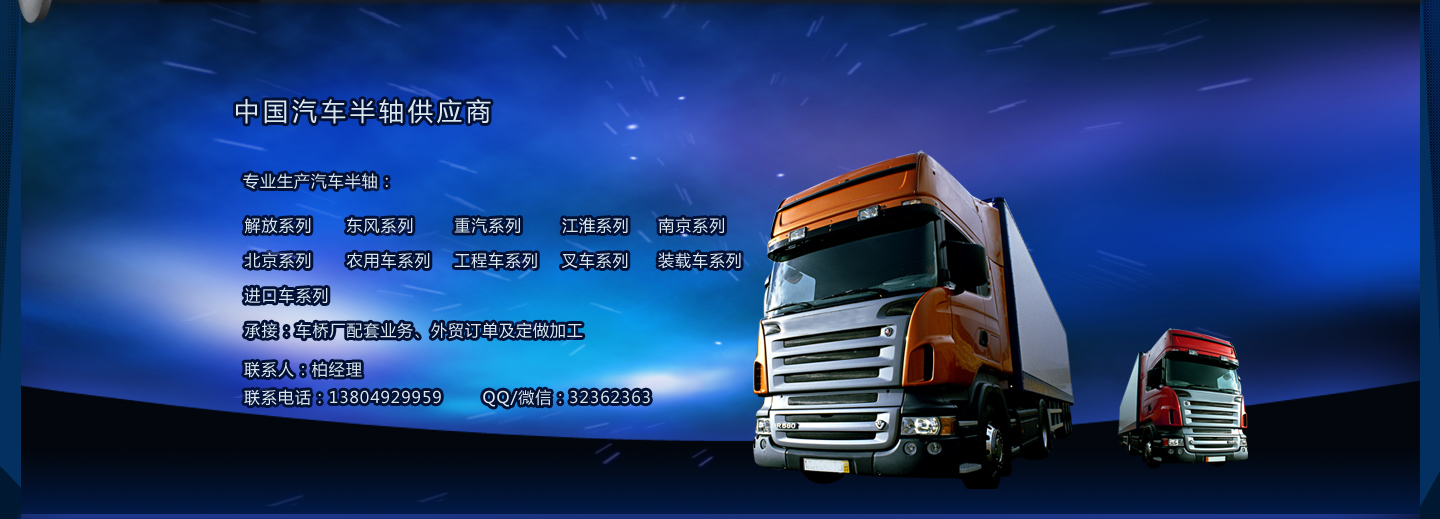 中国汽车半轴供应商
专业生产汽车半轴：
解放系列 东风系列 重汽系列 江淮系列 南京系列
北京系列 农用车系列 工程车系列 叉车系列 装载车系列
进口车系列
承接：车桥厂配套业务、外贸订单及定做加工
联系人：柏经理
联系电话：13804929959 QQ/微信：32362363